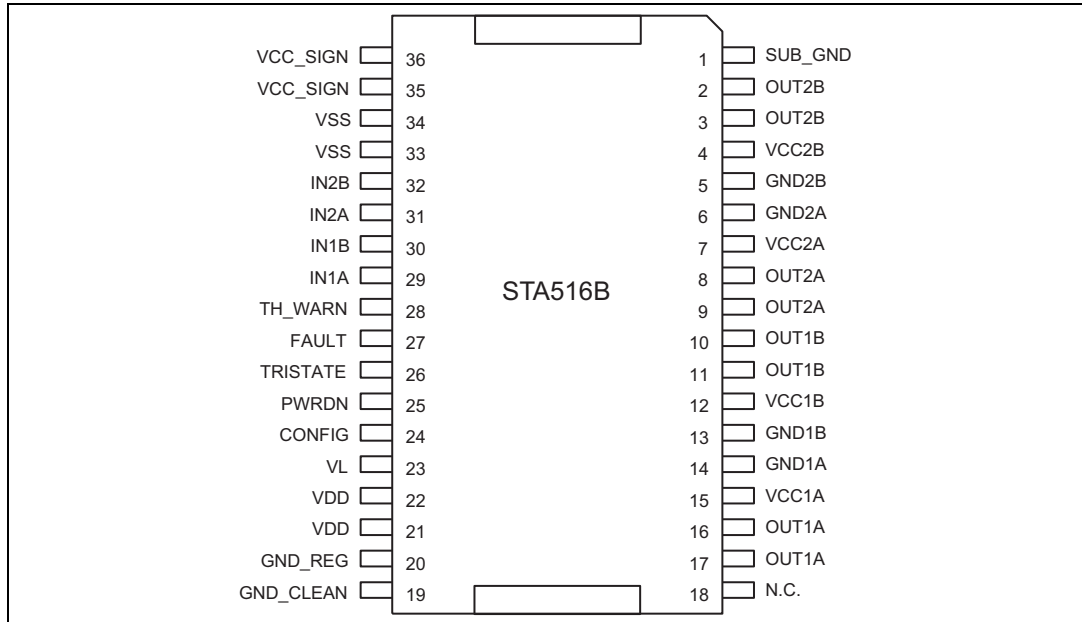 VCC_SIGN 36 1 SUB_GND
VCC_SIGN 35 2 OUT2B
VSS 34 3 OUT2B
VSS 33 4 VCC2B
IN2B 32 5 GND2B
IN2A 31 6 GND2A
IN1B 30 7 VCC2A
IN1A 29 8 OUT2A
STA516B
TH_WARN 28 9 OUT2A
FAULT 27 10 OUT1B
TRISTATE 26 11 OUT1B
PWRDN 25 12 VCC1B
CONFIG 24 13 GND1B
VL 23 14 GND1A
VDD 22 15 VCC1A
VDD 21 16 OUT1A
GND_REG 20 17 OUT1A
GND_CLEAN 19 18 N.C.